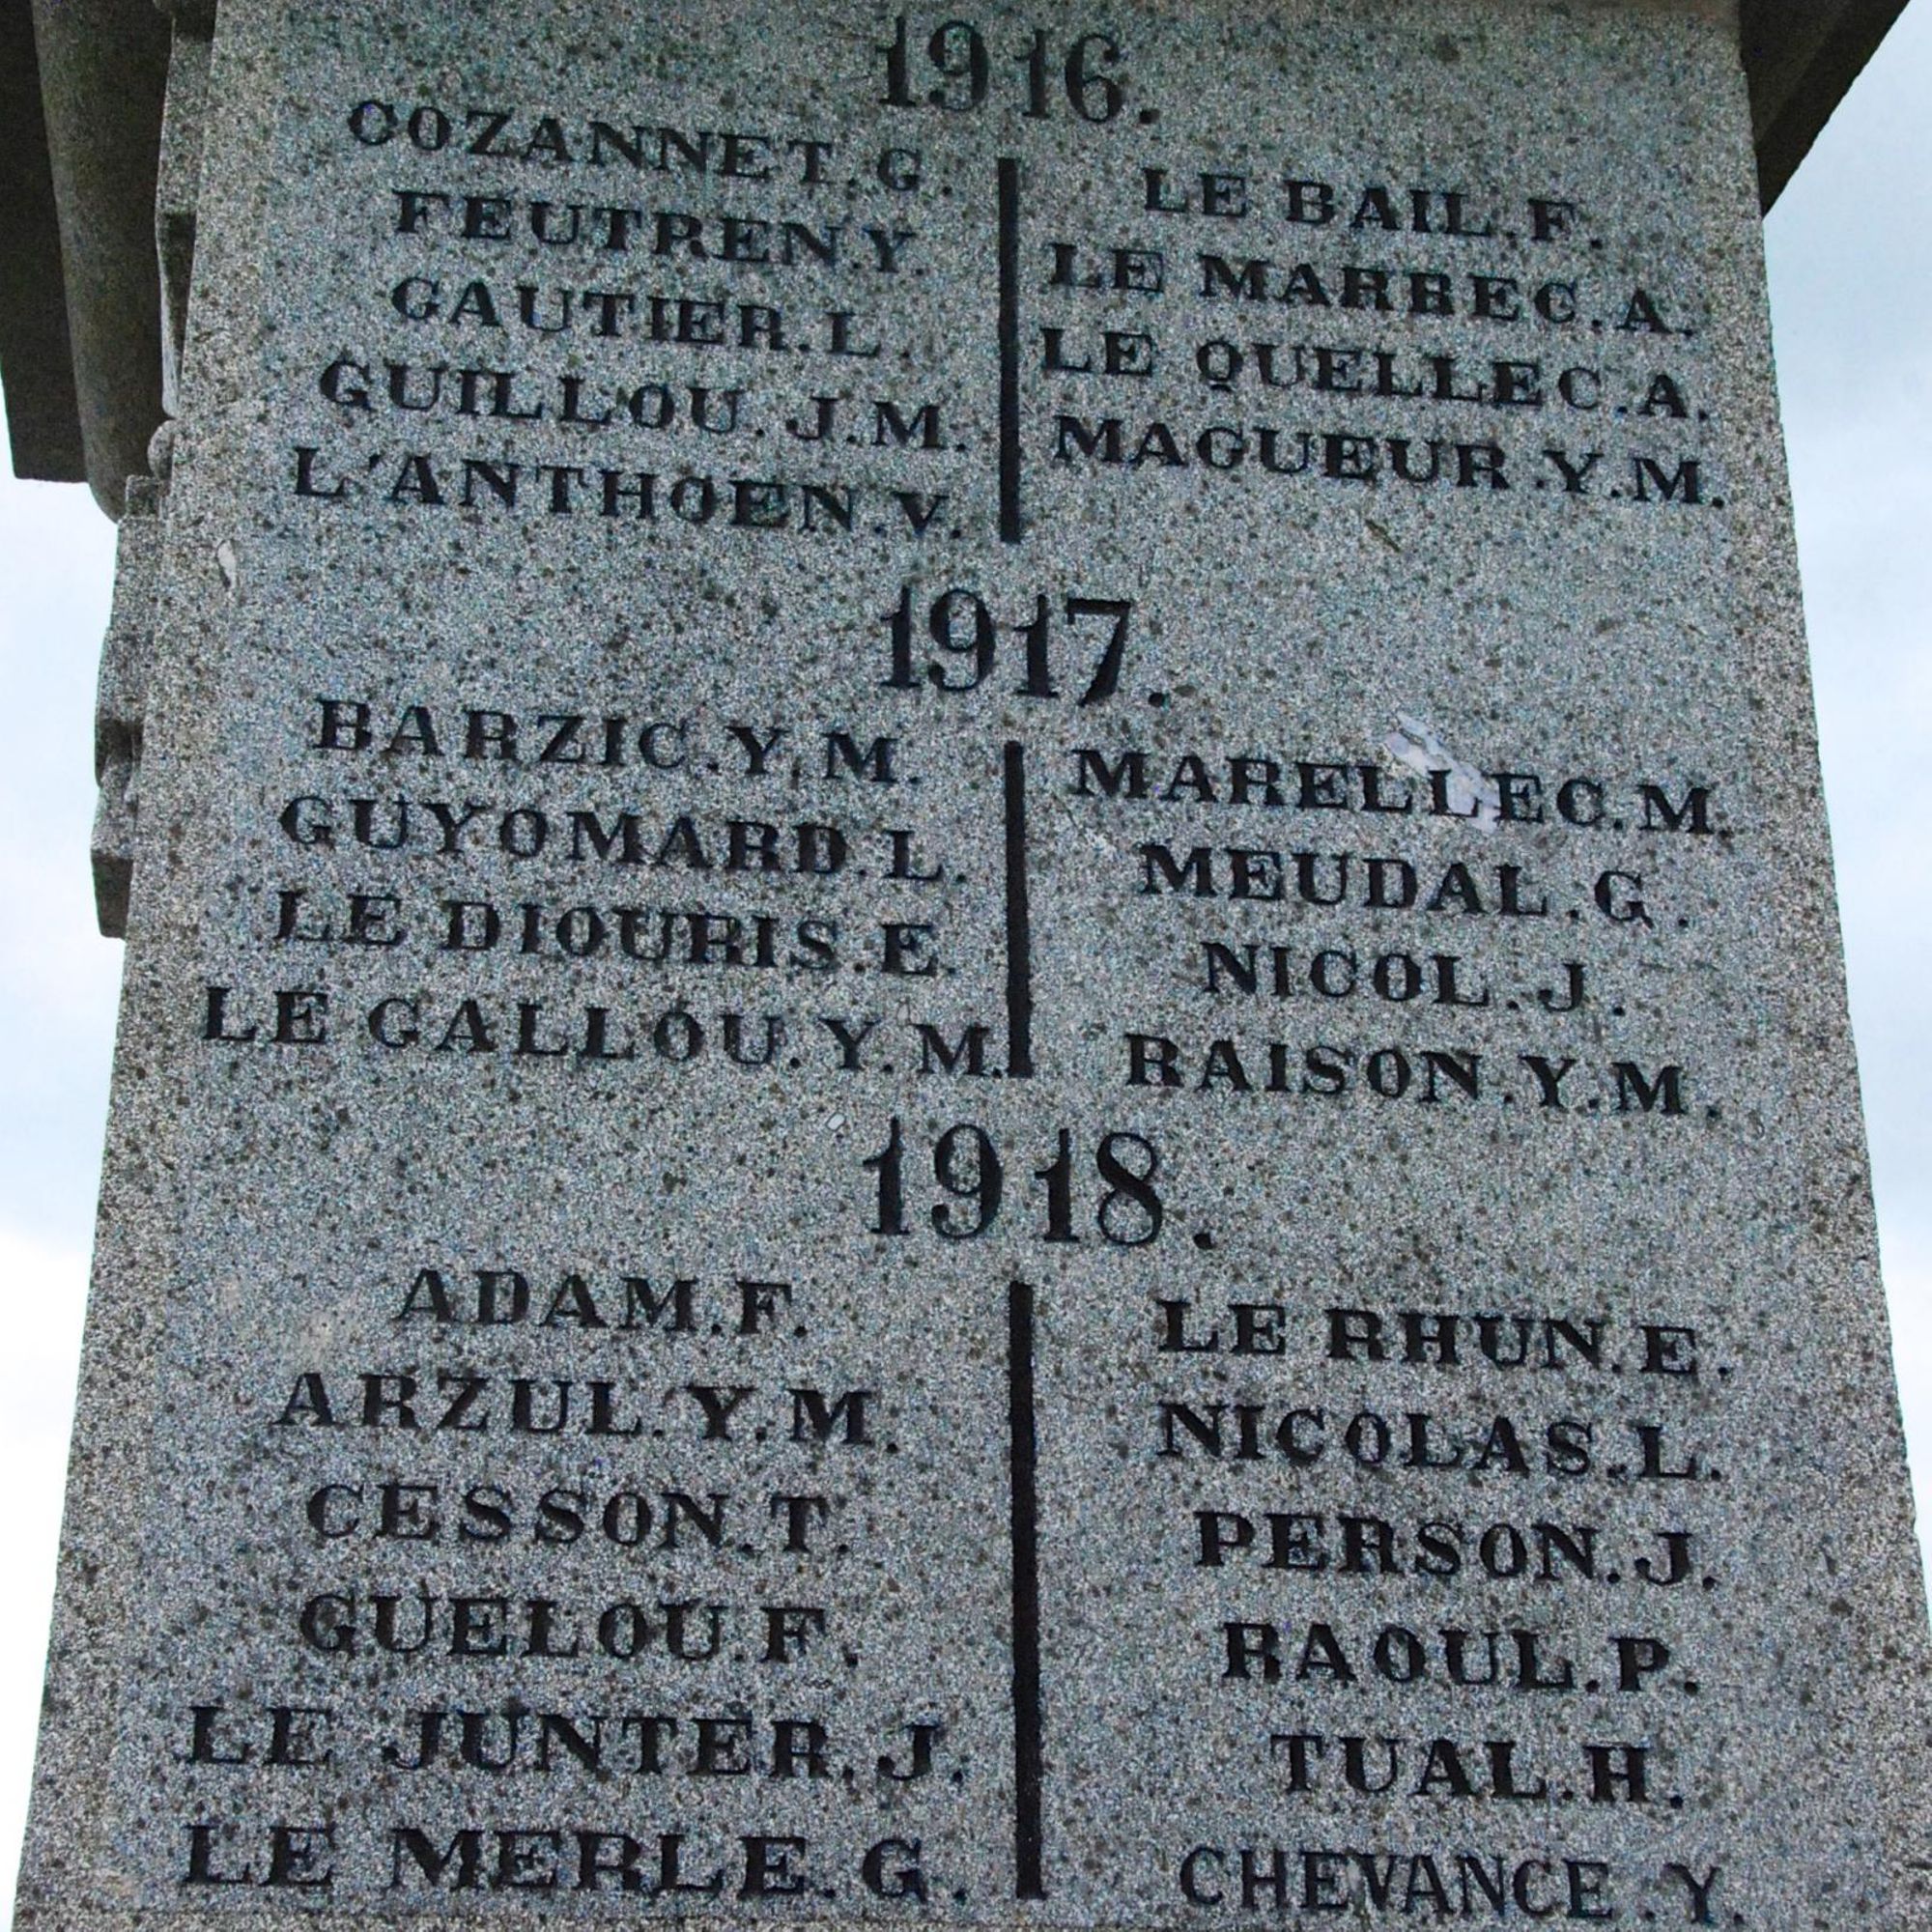 1916.
COZANNET.G.
FEUTREN.Y.
GAUTIER.L.
GUILLOU.J.M.
L'ANTHOEN.V.
LE BAIL.F.
LE MARREC.A.
LE QUELLEC.A.
MAGUEUR.Y.M.
1917.
BARZIC.Y.M.
GUYOMARD.L.
LE DIOURIS.E.
LE GALLOU.Y.M.
MARELLEC.M.
MEUDAL.G.
NICOL.J.
RAISON.Y.M.
1918.
ADAM.F.
ARZUL.Y.M.
CESSON.T.
GUELOU.F.
LE JUNTER.J.
LE MERLE.G.
LE RHUN.E.
NICOLAS.L.
PERSON.J.
RAOUL.P.
TUAL.H.
CHEVANCE.Y.